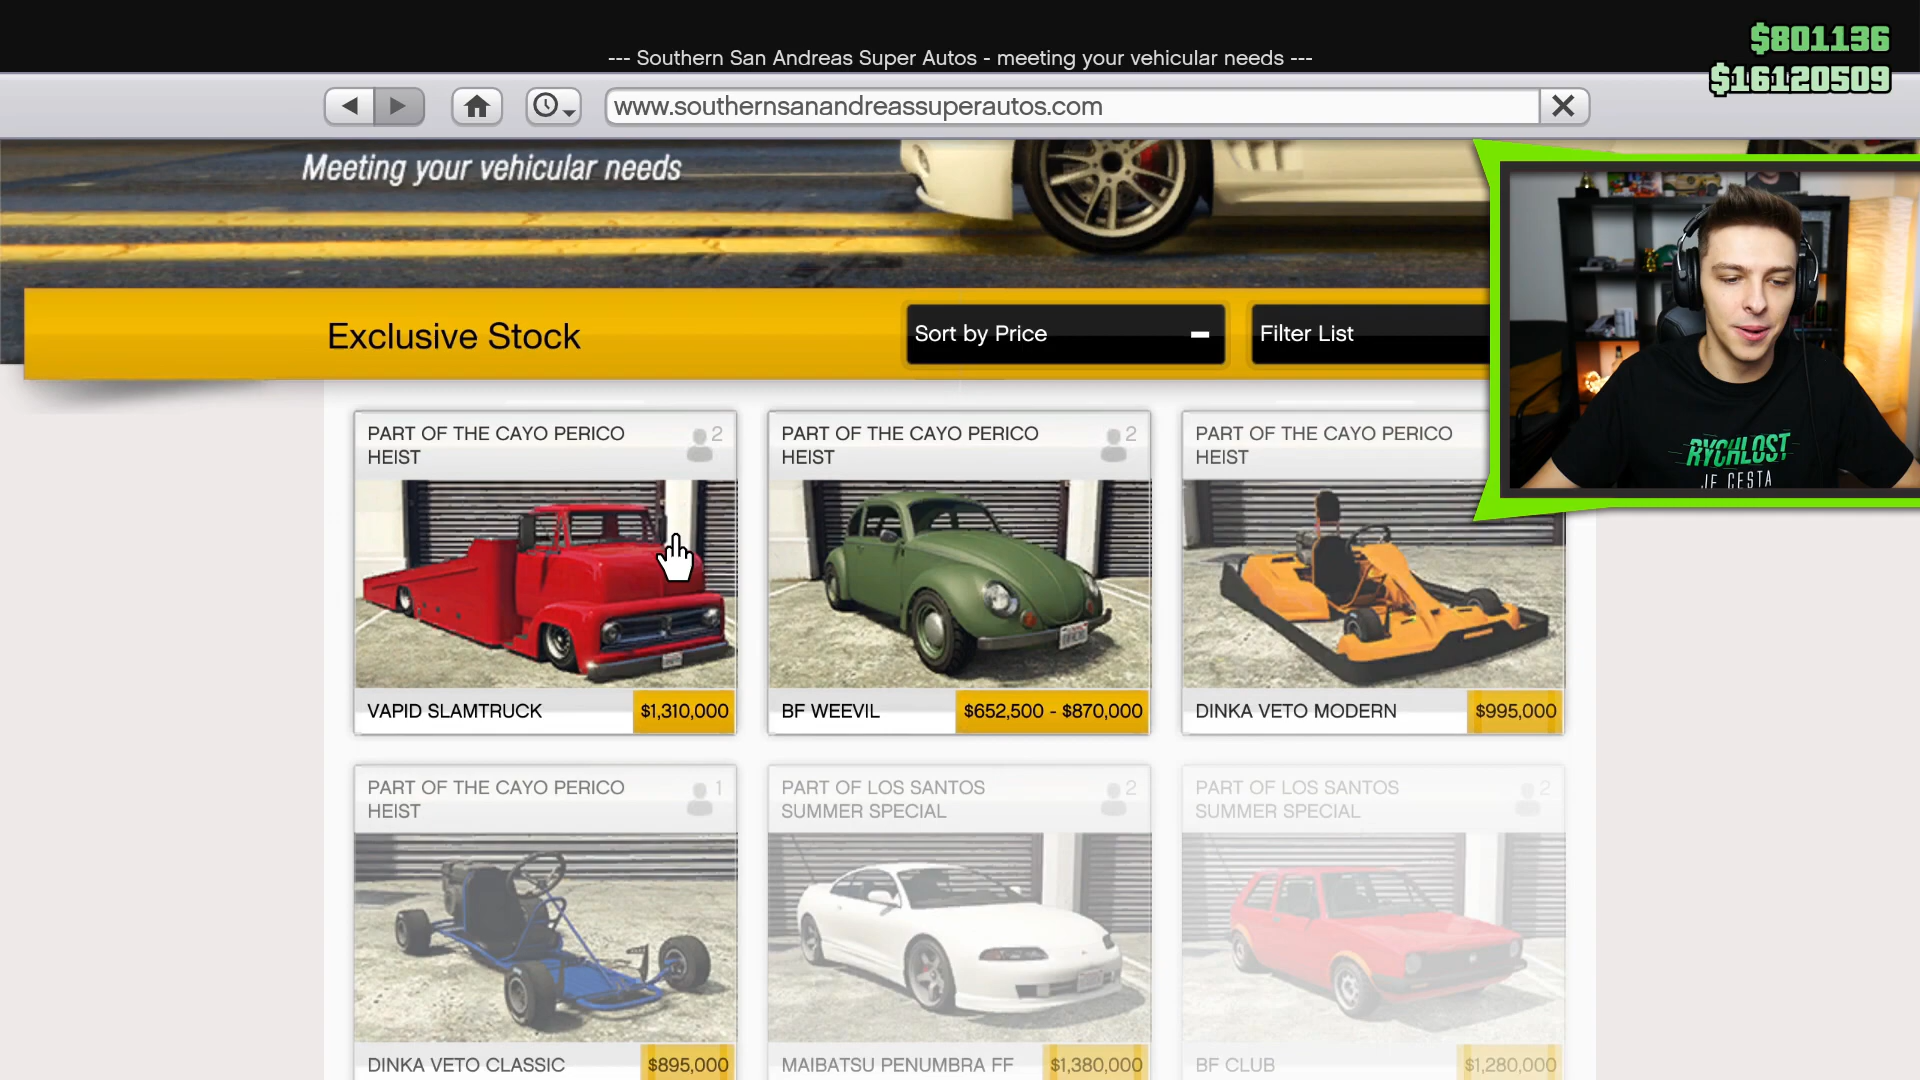 --- Southern San Andreas Super Autos - meeting your vehicular needs ---
$801136
$16120509
www.southernsanandreassuperautos.com
Meeting your vehicular needs
Exclusive Stock
Sort by Price
Filter List
RYCHLOST
JE CESTA
PART OF THE CAYO PERICO
HEIST
2
VAPID SLAMTRUCK
$1,310,000
PART OF THE CAYO PERICO
HEIST
2
BF WEEVIL
$652,500 - $870,000
PART OF THE CAYO PERICO
HEIST
DINKA VETO MODERN
$995,000
PART OF THE CAYO PERICO
HEIST
1
DINKA VETO CLASSIC
$895,000
PART OF LOS SANTOS
SUMMER SPECIAL
2
MAIBATSU PENUMBRA FF
$1,380,000
PART OF LOS SANTOS
SUMMER SPECIAL
2
BF CLUB
$1,280,000